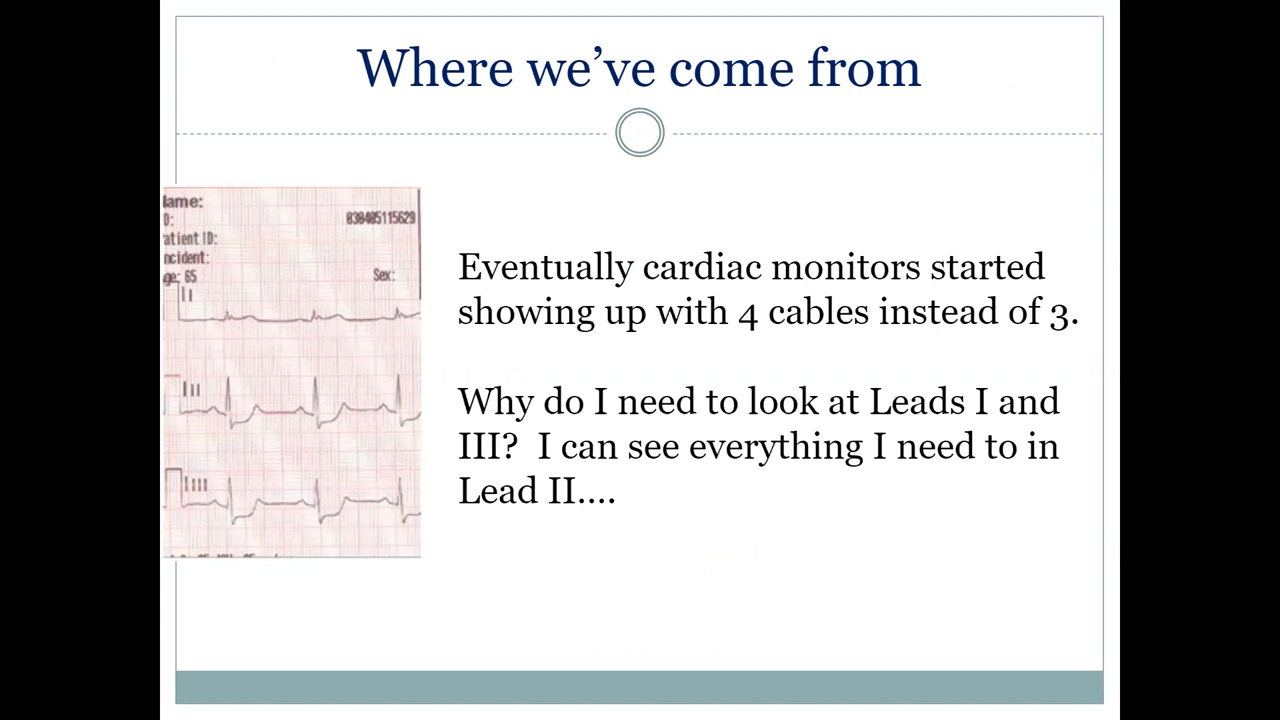 Where we’ve come from
lame:
D:
838405115629
atient ID:
ncident:
ge: 65
Sex:
II
III
IIII
Eventually cardiac monitors started
showing up with 4 cables instead of 3.
Why do I need to look at Leads I and
III?  I can see everything I need to in
Lead II....